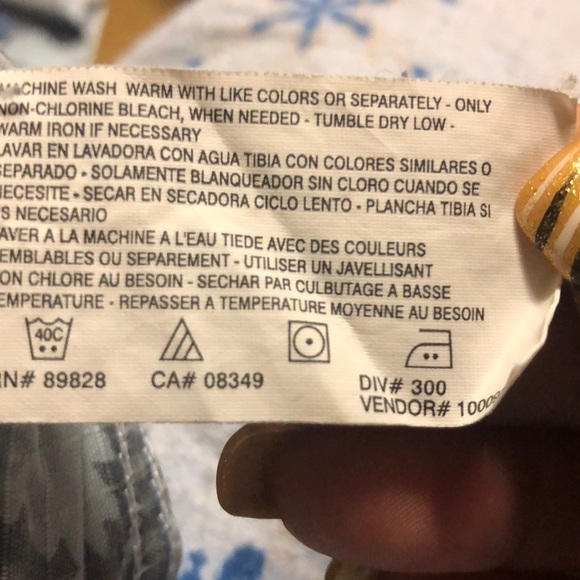 MACHINE WASH WARM WITH LIKE COLORS OR SEPARATELY - ONLY
NON-CHLORINE BLEACH, WHEN NEEDED - TUMBLE DRY LOW -
WARM IRON IF NECESSARY
LAVAR EN LAVADORA CON AGUA TIBIA CON COLORES SIMILARES O
SEPARADO - SOLAMENTE BLANQUEADOR SIN CLORO CUANDO SE
NECESITE - SECAR EN SECADORA CICLO LENTO - PLANCHA TIBIA SI
ES NECESARIO
LAVER A LA MACHINE A L'EAU TIEDE AVEC DES COULEURS
SEMBLABLES OU SEPAREMENT - UTILISER UN JAVELLISANT
NON CHLORE AU BESOIN - SECHAR PAR CULBUTAGE A BASSE
TEMPERATURE - REPASSER A TEMPERATURE MOYENNE AU BESOIN
40C
RN# 89828 CA# 08349 DIV# 300
VENDOR#